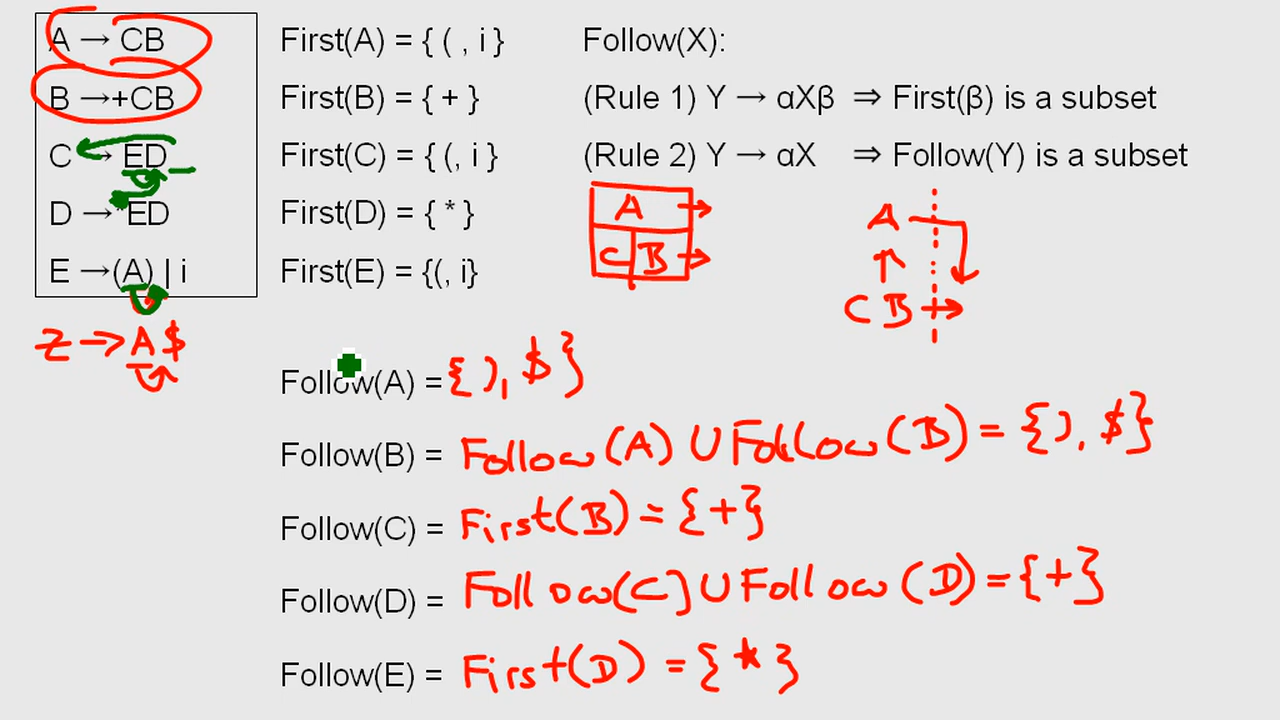 A → CB First(A) = { ( , i } Follow(X):
B →+CB First(B) = { + } (Rule 1) Y → αXβ ⇒ First(β) is a subset
C → ED First(C) = { (, i } (Rule 2) Y → αX ⇒ Follow(Y) is a subset
D → *ED First(D) = { * }
E →(A) | i First(E) = {(, i}
A
C B
A
C B
Z → A $
Follow(A) = { ), $ }
Follow(B) = Follow(A) ∪ Follow(B) = { ), $ }
Follow(C) = First(B) = {+}
Follow(D) = Follow(C) ∪ Follow(D) = {+}
Follow(E) = First(D) = { * }